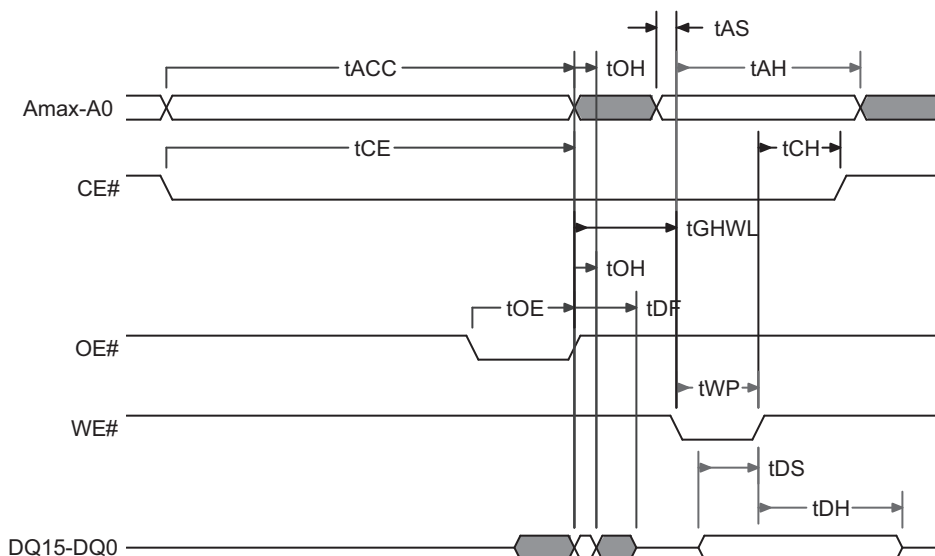 tAS
tACC
tOH
tAH
Amax-A0
tCE
tCH
CE#
tGHWL
tOH
tOE
tDF
OE#
tWP
WE#
tDS
tDH
DQ15-DQ0